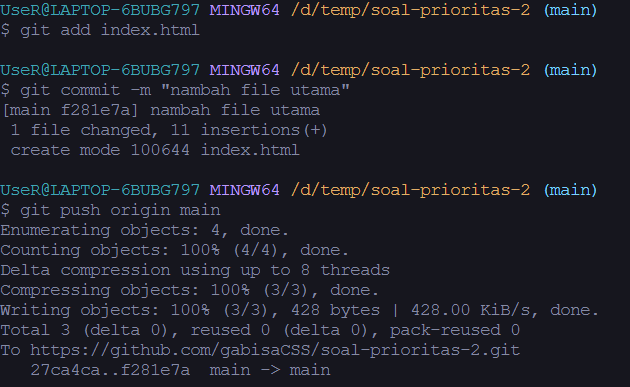 UseR@LAPTOP-6BUBG797 MINGW64 /d/temp/soal-prioritas-2 (main)
$ git add index.html
UseR@LAPTOP-6BUBG797 MINGW64 /d/temp/soal-prioritas-2 (main)
$ git commit -m "nambah file utama"
[main f281e7a] nambah file utama
 1 file changed, 11 insertions(+)
 create mode 100644 index.html
UseR@LAPTOP-6BUBG797 MINGW64 /d/temp/soal-prioritas-2 (main)
$ git push origin main
Enumerating objects: 4, done.
Counting objects: 100% (4/4), done.
Delta compression using up to 8 threads
Compressing objects: 100% (3/3), done.
Writing objects: 100% (3/3), 428 bytes | 428.00 KiB/s, done.
Total 3 (delta 0), reused 0 (delta 0), pack-reused 0
To https://github.com/gabisaCSS/soal-prioritas-2.git
   27ca4ca..f281e7a  main -> main